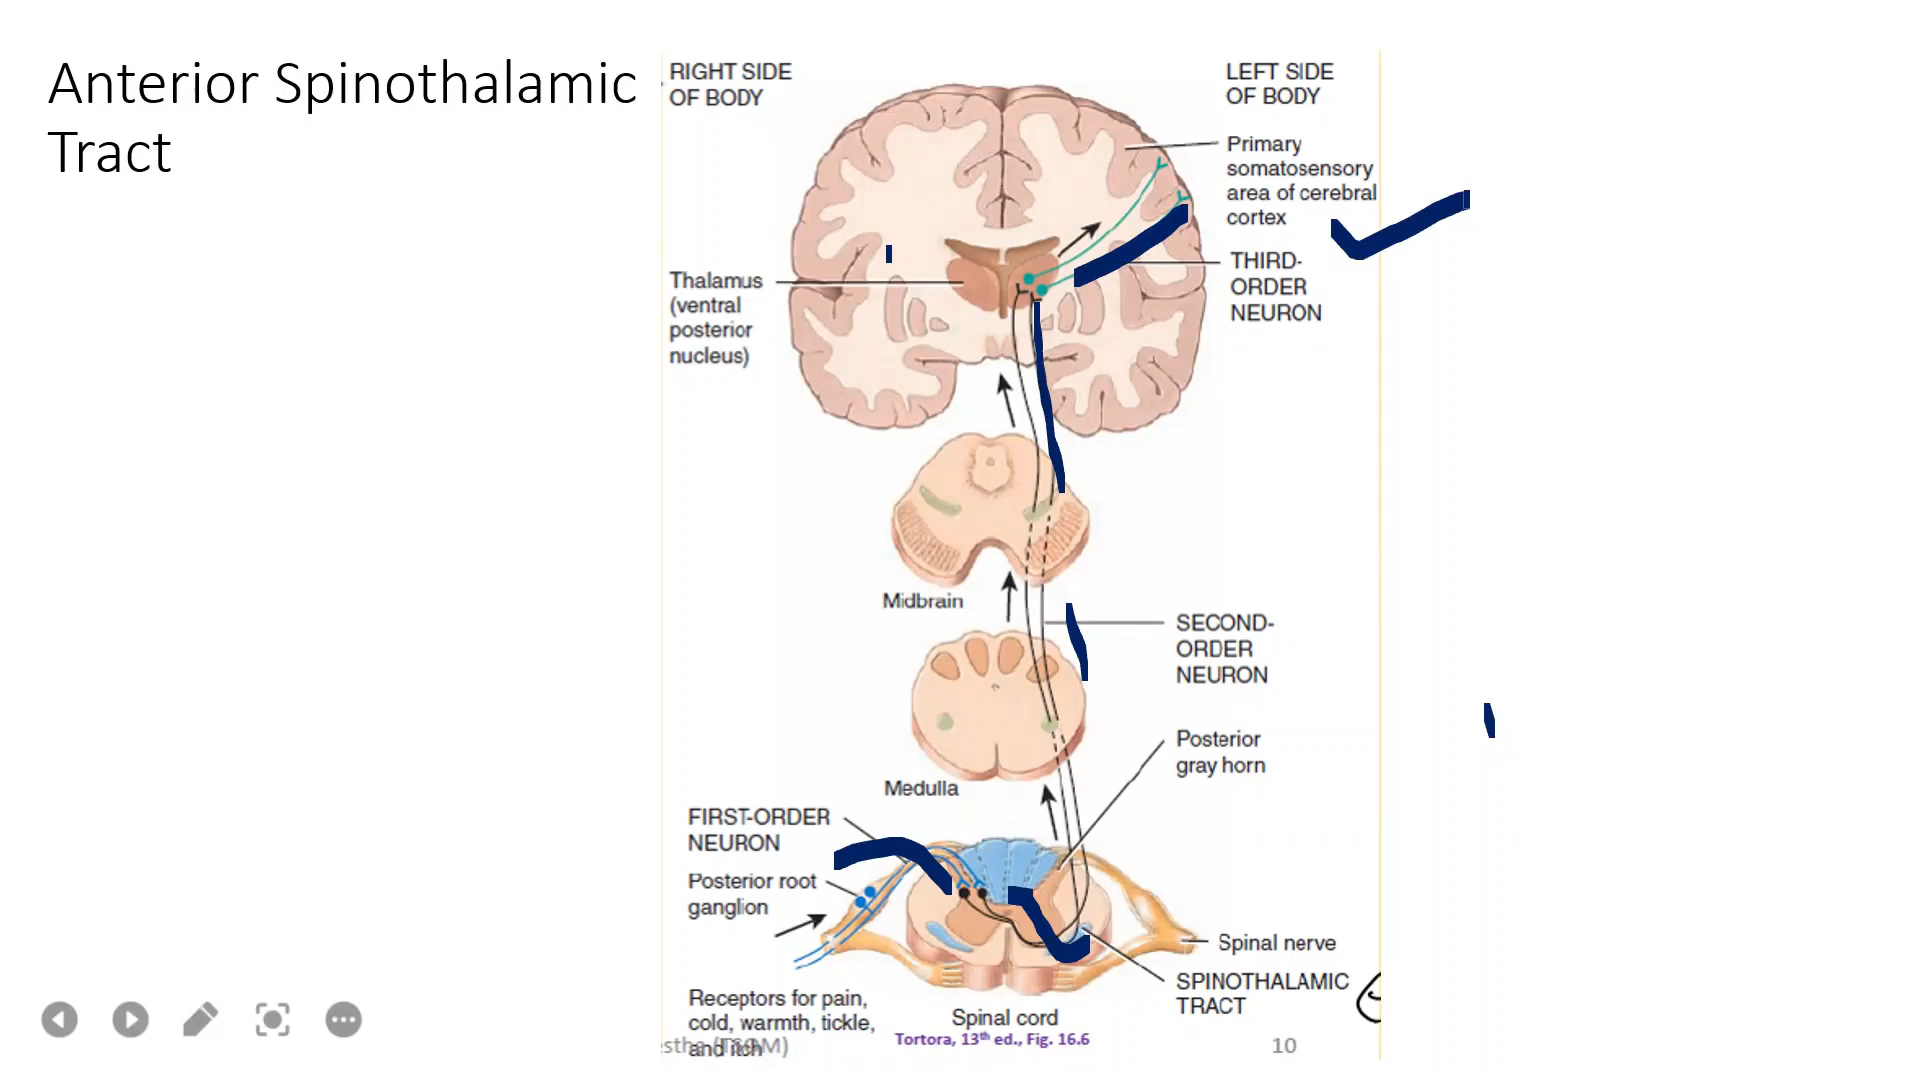 Anterior Spinothalamic
Tract
RIGHT SIDE
OF BODY
LEFT SIDE
OF BODY
Primary
somatosensory
area of cerebral
cortex
Thalamus
(ventral
posterior
nucleus)
THIRD-
ORDER
NEURON
Midbrain
SECOND-
ORDER
NEURON
Posterior
gray horn
Medulla
FIRST-ORDER
NEURON
Posterior root
ganglion
Spinal nerve
SPINOTHALAMIC
TRACT
Receptors for pain,
cold, warmth, tickle,
and itch
Spinal cord
Tortora, 13th ed., Fig. 16.6
10